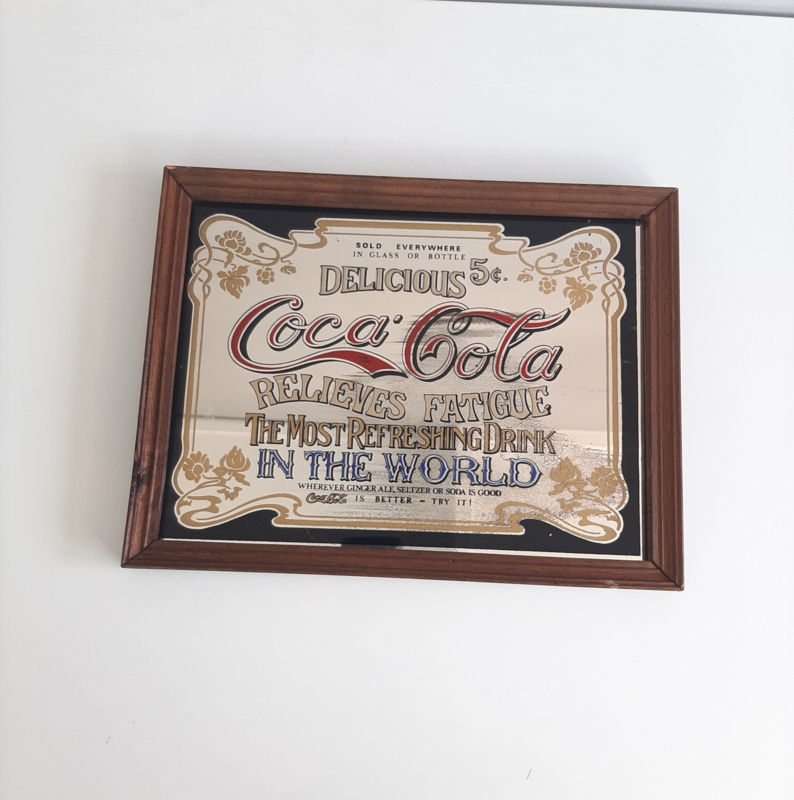 SOLD EVERYWHERE
IN GLASS OR BOTTLE
DELICIOUS 5¢.
Coca-Cola
RELIEVES FATIGUE
THE MOST REFRESHING DRINK
IN THE WORLD
WHEREVER GINGER ALE, SELTZER OR SODA IS GOOD
Coca-Cola IS BETTER - TRY IT!